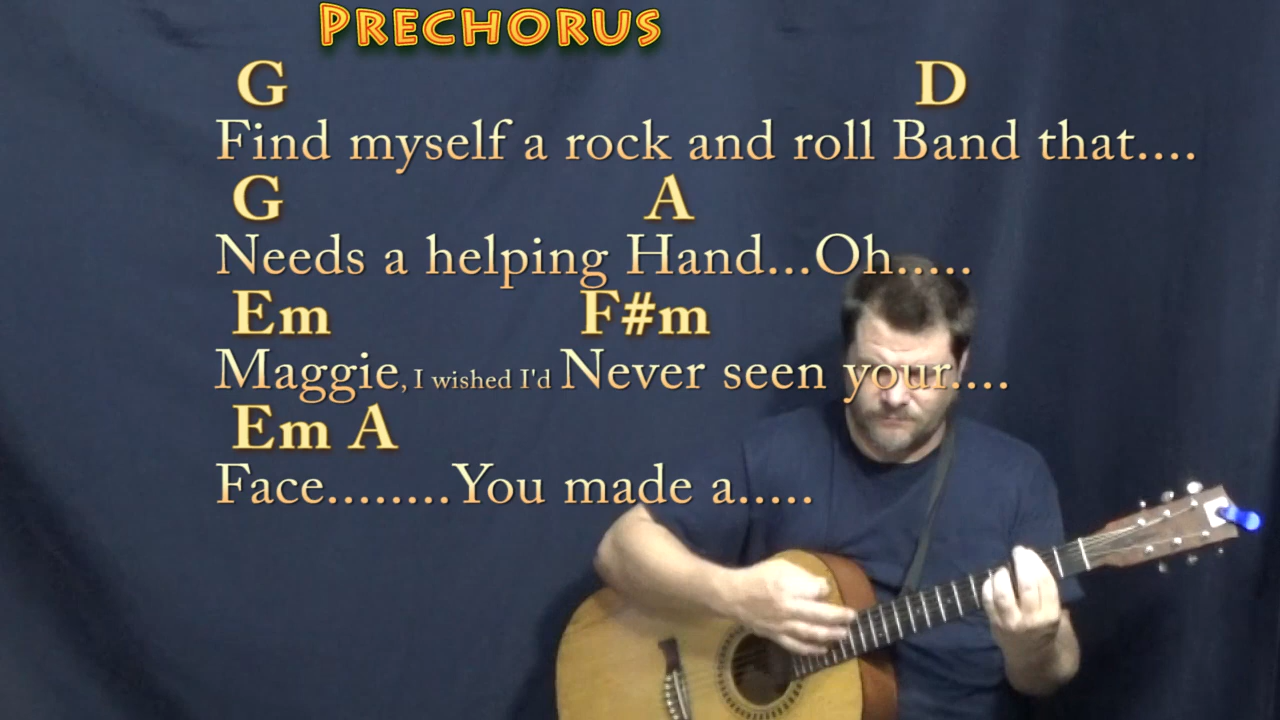 PRECHORUS
G D
Find myself a rock and roll Band that....
G A
Needs a helping Hand...Oh.....
Em F#m
Maggie, I wished I'd Never seen your....
Em A
Face........You made a.....